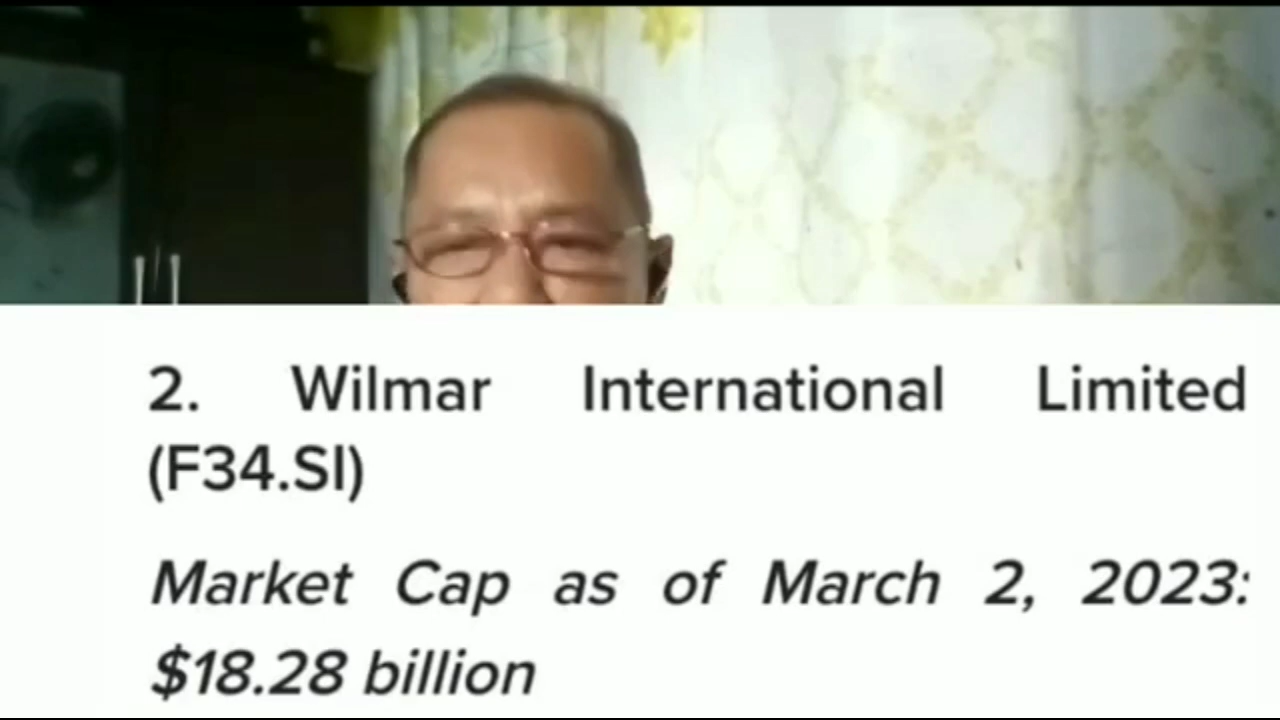 2. Wilmar International Limited
(F34.SI)
Market Cap as of March 2, 2023:
$18.28 billion